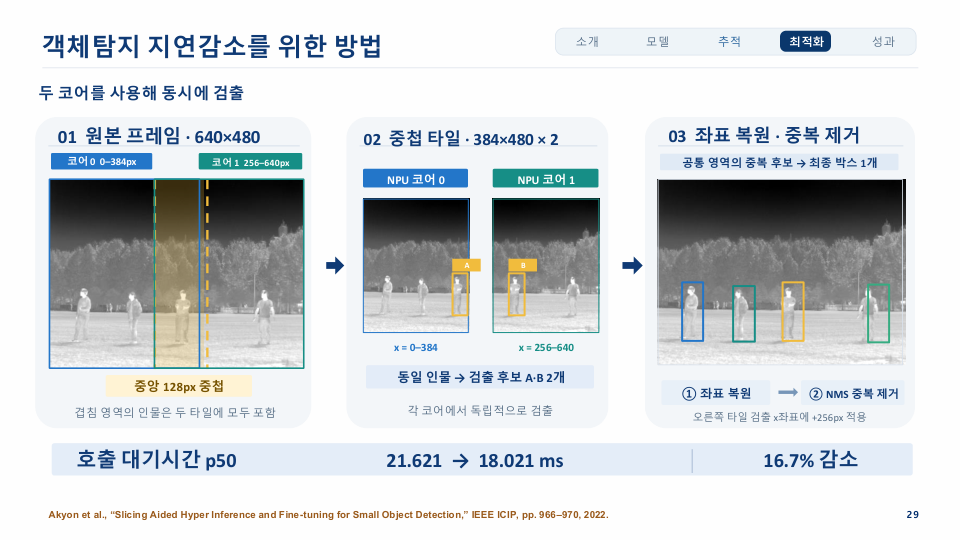 객체탐지 지연감소를 위한 방법
소개 모델 추적 최적화 성과
두 코어를 사용해 동시에 검출
01 원본 프레임 · 640×480
코어 0 0–384px
코어 1 256–640px
중앙 128px 중첩
겹침 영역의 인물은 두 타일에 모두 포함
02 중첩 타일 · 384×480 × 2
NPU 코어 0
NPU 코어 1
A
B
x = 0–384
x = 256–640
동일 인물 → 검출 후보 A·B 2개
각 코어에서 독립적으로 검출
03 좌표 복원 · 중복 제거
공통 영역의 중복 후보 → 최종 박스 1개
① 좌표 복원
② NMS 중복 제거
오른쪽 타일 검출 x좌표에 +256px 적용
호출 대기시간 p50
21.621 → 18.021 ms
16.7% 감소
Akyon et al., “Slicing Aided Hyper Inference and Fine-tuning for Small Object Detection,” IEEE ICIP, pp. 966–970, 2022.
29